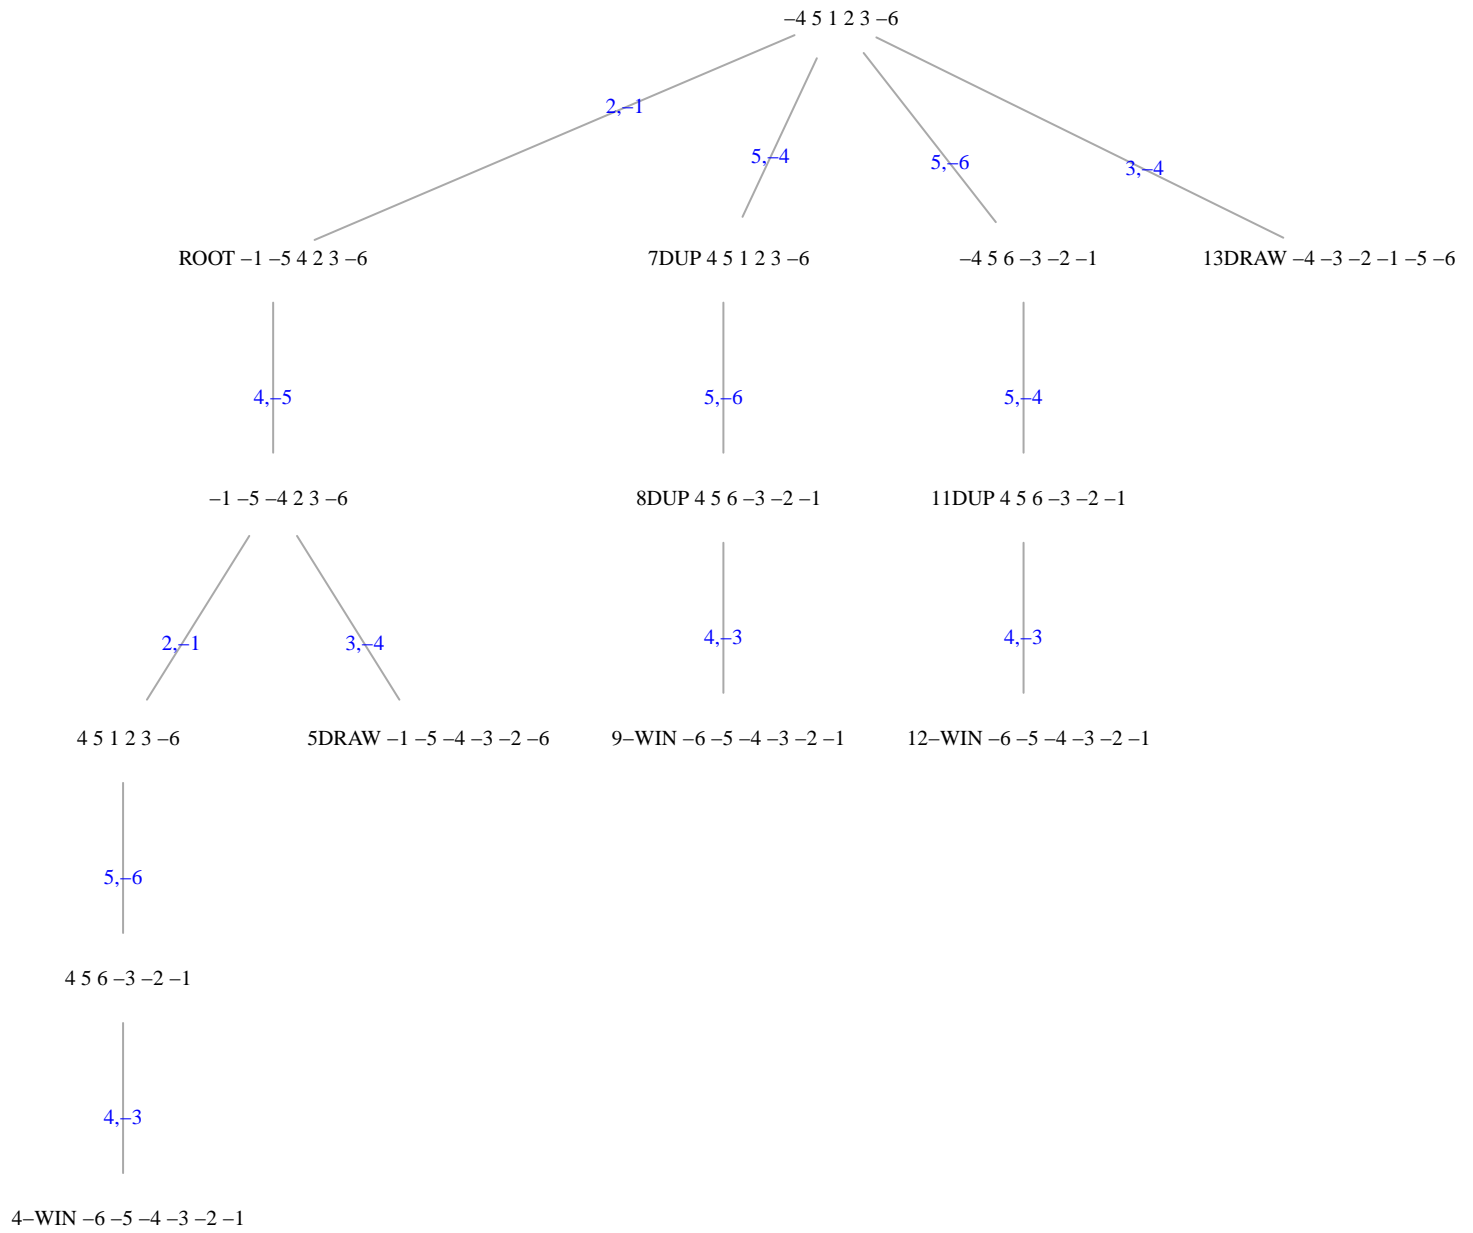 –4 5 1 2 3 –6
2,–1
5,–4
5,–6
3,–4
ROOT –1 –5 4 2 3 –6
7DUP 4 5 1 2 3 –6
–4 5 6 –3 –2 –1
13DRAW –4 –3 –2 –1 –5 –6
4,–5
5,–6
5,–4
–1 –5 –4 2 3 –6
8DUP 4 5 6 –3 –2 –1
11DUP 4 5 6 –3 –2 –1
2,–1
3,–4
4,–3
4,–3
4 5 1 2 3 –6
5DRAW –1 –5 –4 –3 –2 –6
9–WIN –6 –5 –4 –3 –2 –1
12–WIN –6 –5 –4 –3 –2 –1
5,–6
4 5 6 –3 –2 –1
4,–3
4–WIN –6 –5 –4 –3 –2 –1